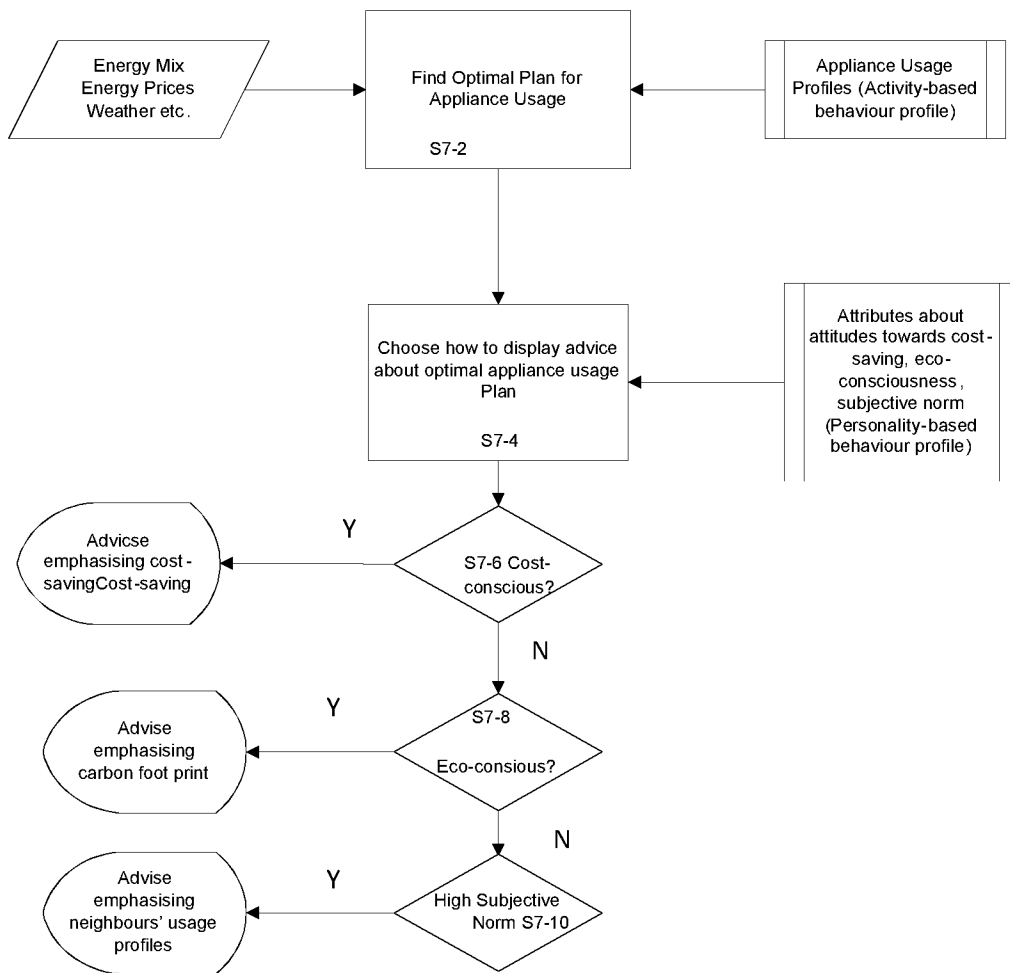 Energy Mix
Energy Prices
Weather etc.
Find Optimal Plan for
Appliance Usage
S7-2
Appliance Usage
Profiles (Activity-based
behaviour profile)
Choose how to display advice
about optimal appliance usage
Plan
S7-4
Attributes about
attitudes towards cost-
saving, eco-
consciousness,
subjective norm
(Personality-based
behaviour profile)
Advicse
emphasising cost-
savingCost-saving
Y
S7-6 Cost-
conscious?
N
Advise
emphasising
carbon foot print
Y
S7-8
Eco-consious?
N
Advise
emphasising
neighbours' usage
profiles
Y
High Subjective
Norm S7-10